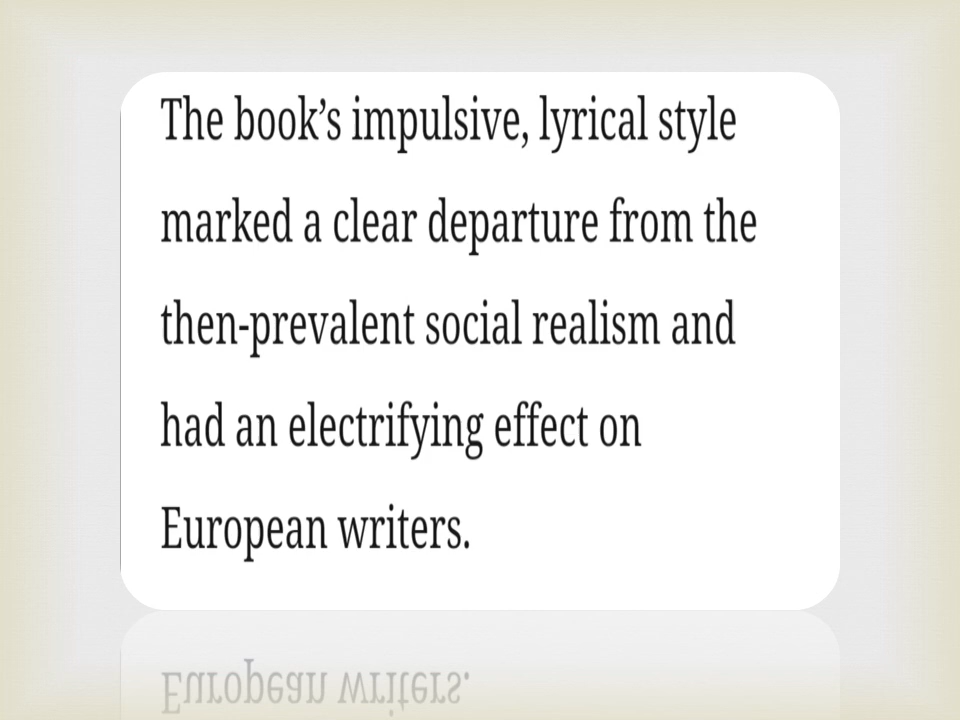 The book’s impulsive, lyrical style
marked a clear departure from the
then-prevalent social realism and
had an electrifying effect on
European writers.